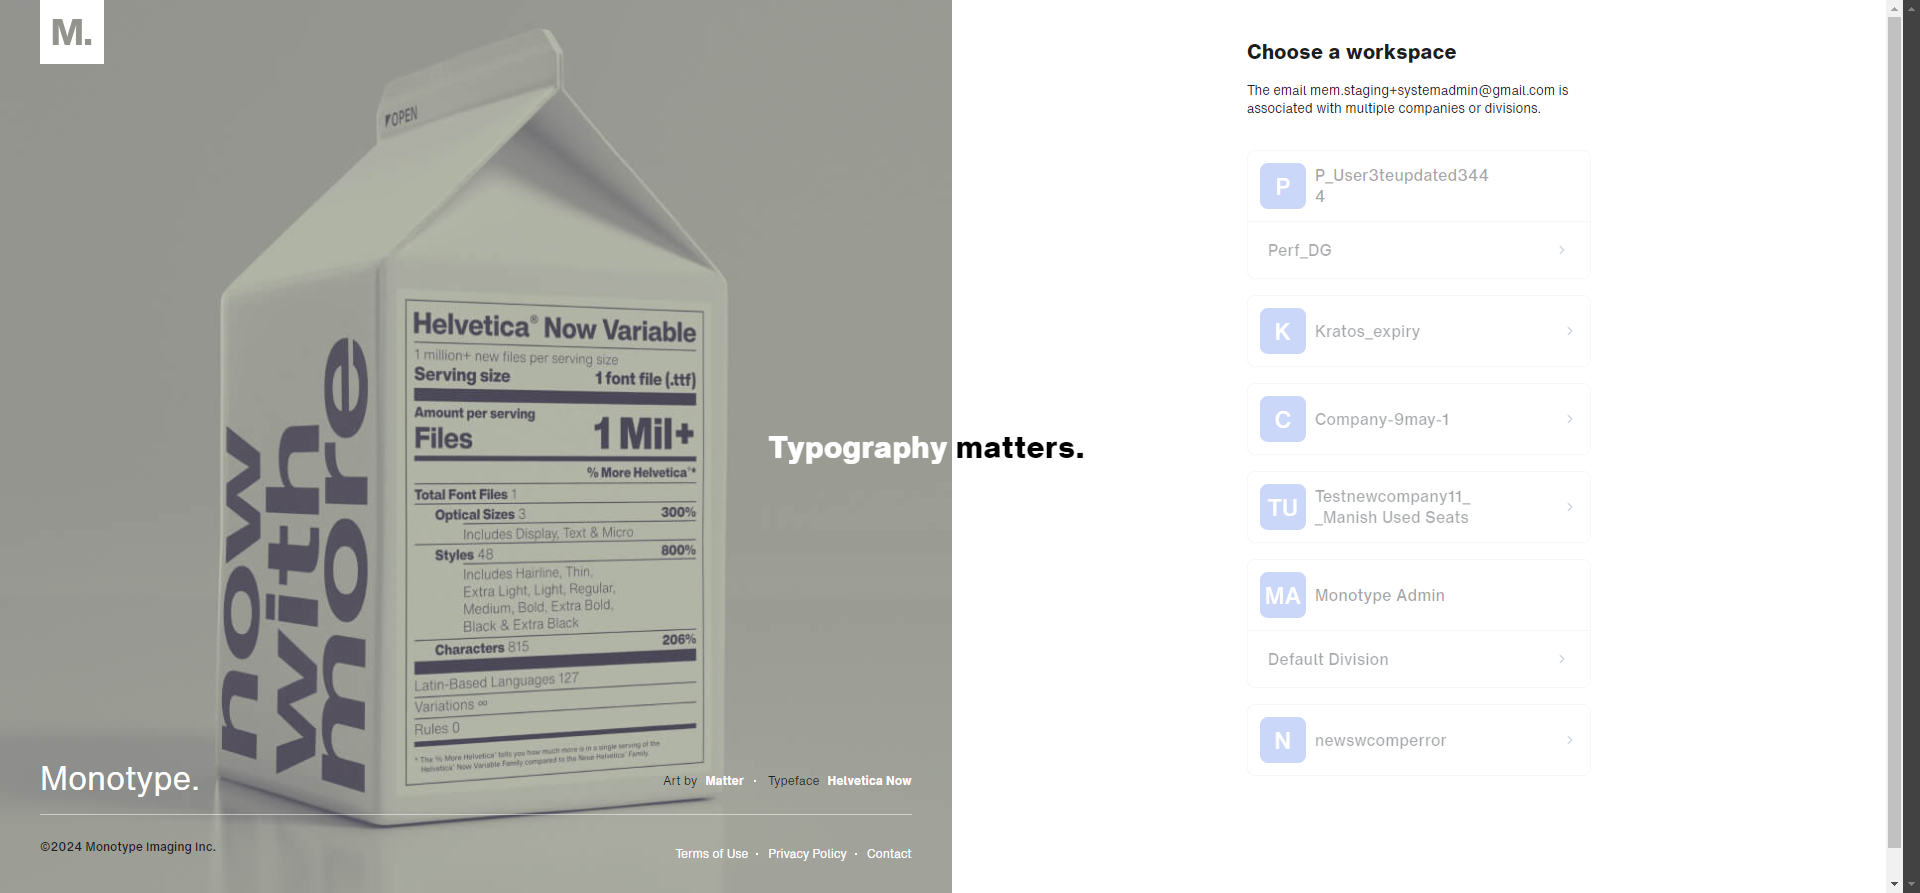 M.
OPEN
now
with
more
Helvetica® Now Variable
1 million+ new files per serving size
Serving size 1 font file (.ttf)
Amount per serving
Files 1 Mil+
% More Helvetica®*
Total Font Files 1
Optical Sizes 3 300%
Includes Display, Text & Micro
Styles 48 800%
Includes Hairline, Thin,
Extra Light, Light, Regular,
Medium, Bold, Extra Bold,
Black & Extra Black
Characters 815 206%
Latin-Based Languages 127
Variations ∞
Rules 0
* The % More Helvetica® tells you how much more is in a single serving of the
Helvetica® Now Variable Family compared to the Neue Helvetica® Family.
Typography matters.
Monotype.
Art by Matter · Typeface Helvetica Now
©2024 Monotype Imaging Inc.
Terms of Use · Privacy Policy · Contact
Choose a workspace
The email mem.staging+systemadmin@gmail.com is
associated with multiple companies or divisions.
P P_User3teupdated344
4
Perf_DG
K Kratos_expiry
C Company-9may-1
TU Testnewcompany11_
_Manish Used Seats
MA Monotype Admin
Default Division
N newswcomperror